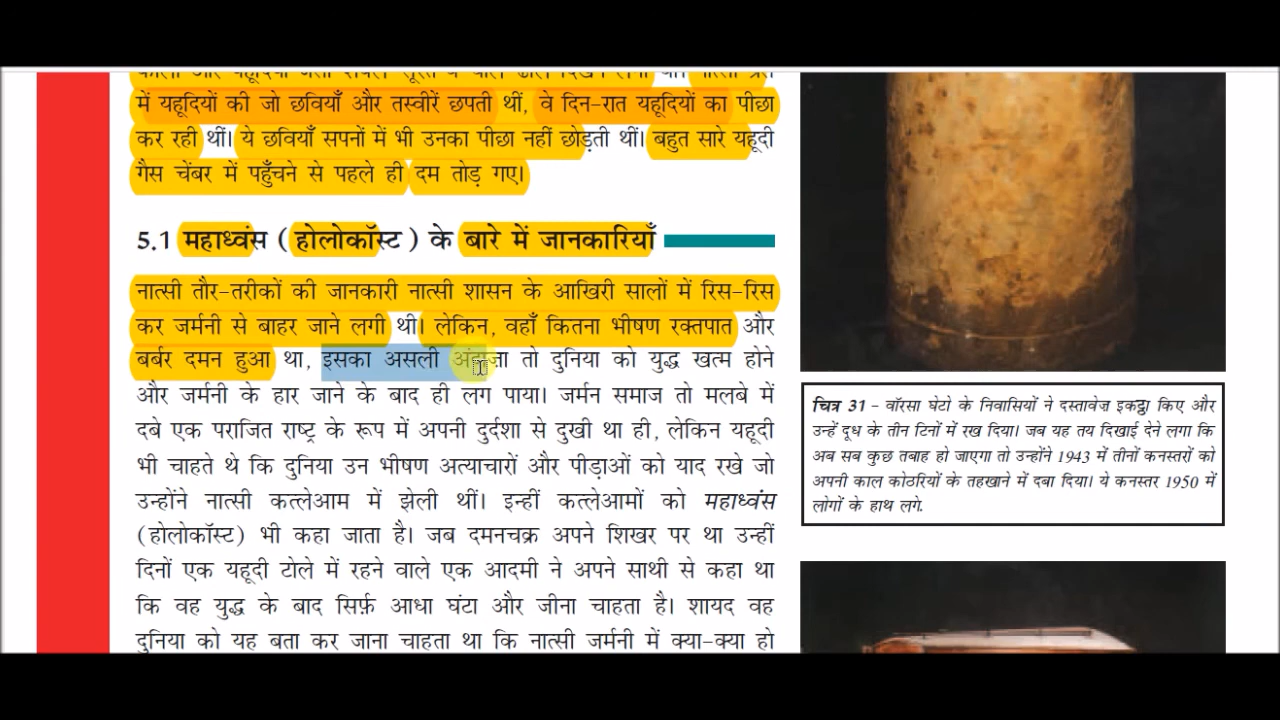 में यहूदियों की जो छवियाँ और तस्वीरें छपती थीं, वे दिन-रात यहूदियों का पीछा
कर रही थीं। ये छवियाँ सपनों में भी उनका पीछा नहीं छोड़ती थीं। बहुत सारे यहूदी
गैस चेंबर में पहुँचने से पहले ही दम तोड़ गए।
5.1 महाध्वंस ( होलोकॉस्ट ) के बारे में जानकारियाँ
नात्सी तौर-तरीकों की जानकारी नात्सी शासन के आखिरी सालों में रिस-रिस
कर जर्मनी से बाहर जाने लगी थी। लेकिन, वहाँ कितना भीषण रक्तपात और
बर्बर दमन हुआ था, इसका असली अंदाजा तो दुनिया को युद्ध खत्म होने
और जर्मनी के हार जाने के बाद ही लग पाया। जर्मन समाज तो मलबे में
दबे एक पराजित राष्ट्र के रूप में अपनी दुर्दशा से दुखी था ही, लेकिन यहूदी
भी चाहते थे कि दुनिया उन भीषण अत्याचारों और पीड़ाओं को याद रखे जो
उन्होंने नात्सी कत्लेआम में झेली थीं। इन्हीं कत्लेआमों को महाध्वंस
(होलोकॉस्ट) भी कहा जाता है। जब दमनचक्र अपने शिखर पर था उन्हीं
दिनों एक यहूदी टोले में रहने वाले एक आदमी ने अपने साथी से कहा था
कि वह युद्ध के बाद सिर्फ़ आधा घंटा और जीना चाहता है। शायद वह
दुनिया को यह बता कर जाना चाहता था कि नात्सी जर्मनी में क्या-क्या हो
चित्र 31 - वॉरसा घेटो के निवासियों ने दस्तावेज़ इकट्ठा किए और
उन्हें दूध के तीन टिनों में रख दिया। जब यह तय दिखाई देने लगा कि
अब सब कुछ तबाह हो जाएगा तो उन्होंने 1943 में तीनों कनस्तरों को
अपनी काल कोठरियों के तहखाने में दबा दिया। ये कनस्तर 1950 में
लोगों के हाथ लगे.